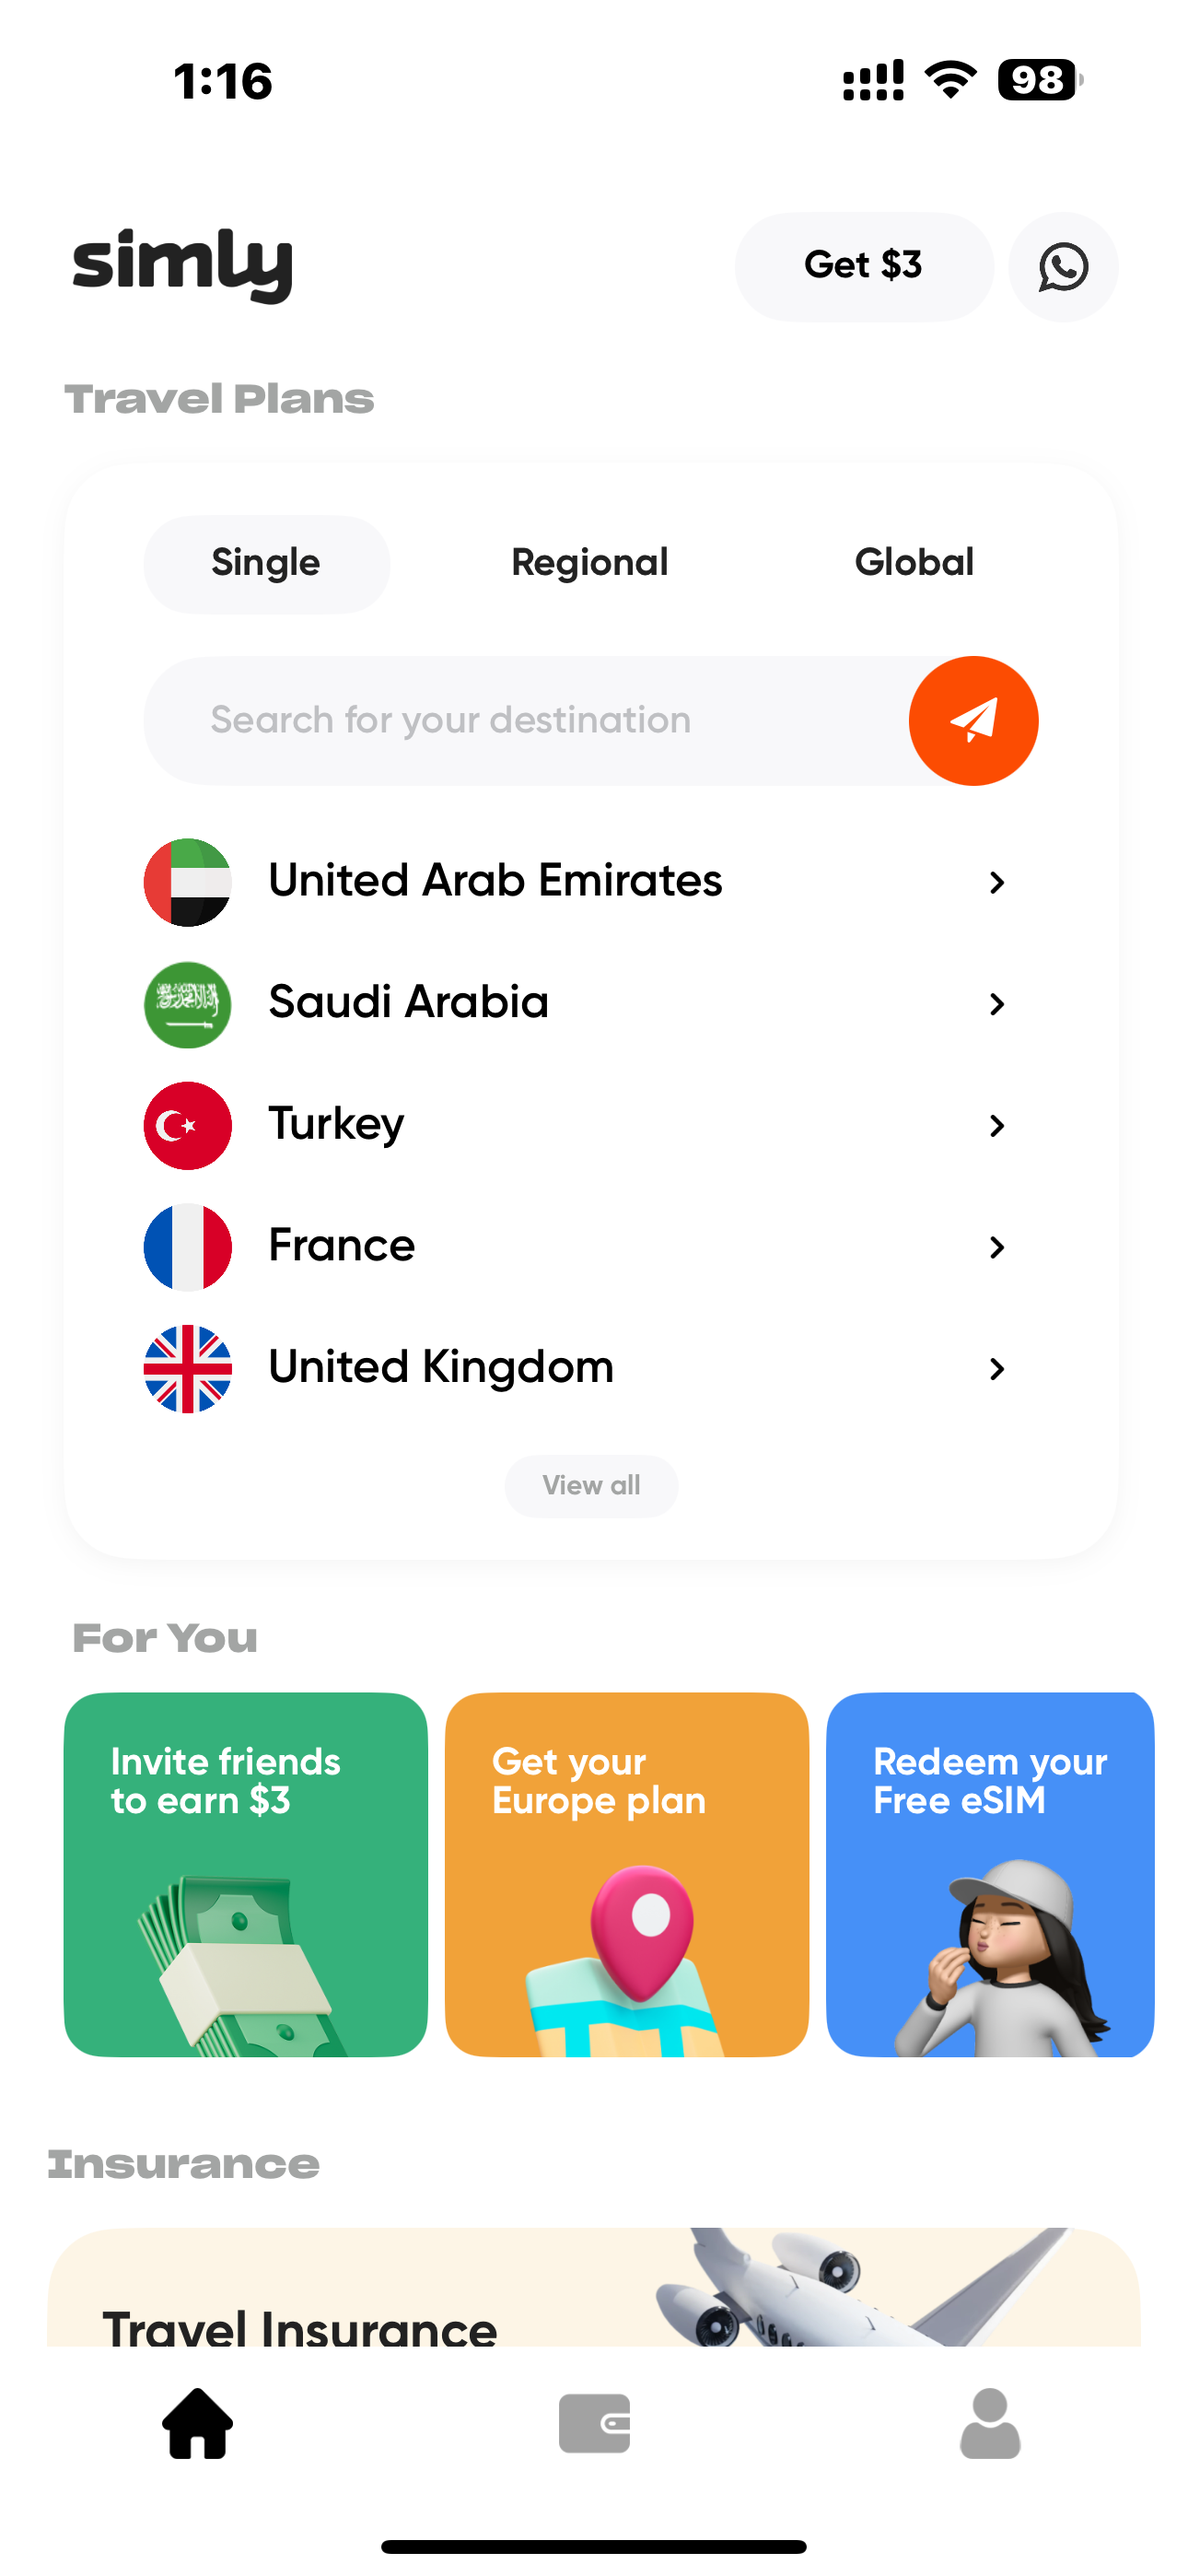 1:16
98
simly
Get $3
Travel Plans
Single
Regional
Global
Search for your destination
United Arab Emirates
Saudi Arabia
Turkey
France
United Kingdom
View all
For You
Invite friends
to earn $3
Get your
Europe plan
Redeem your
Free eSIM
Insurance
Travel Insurance